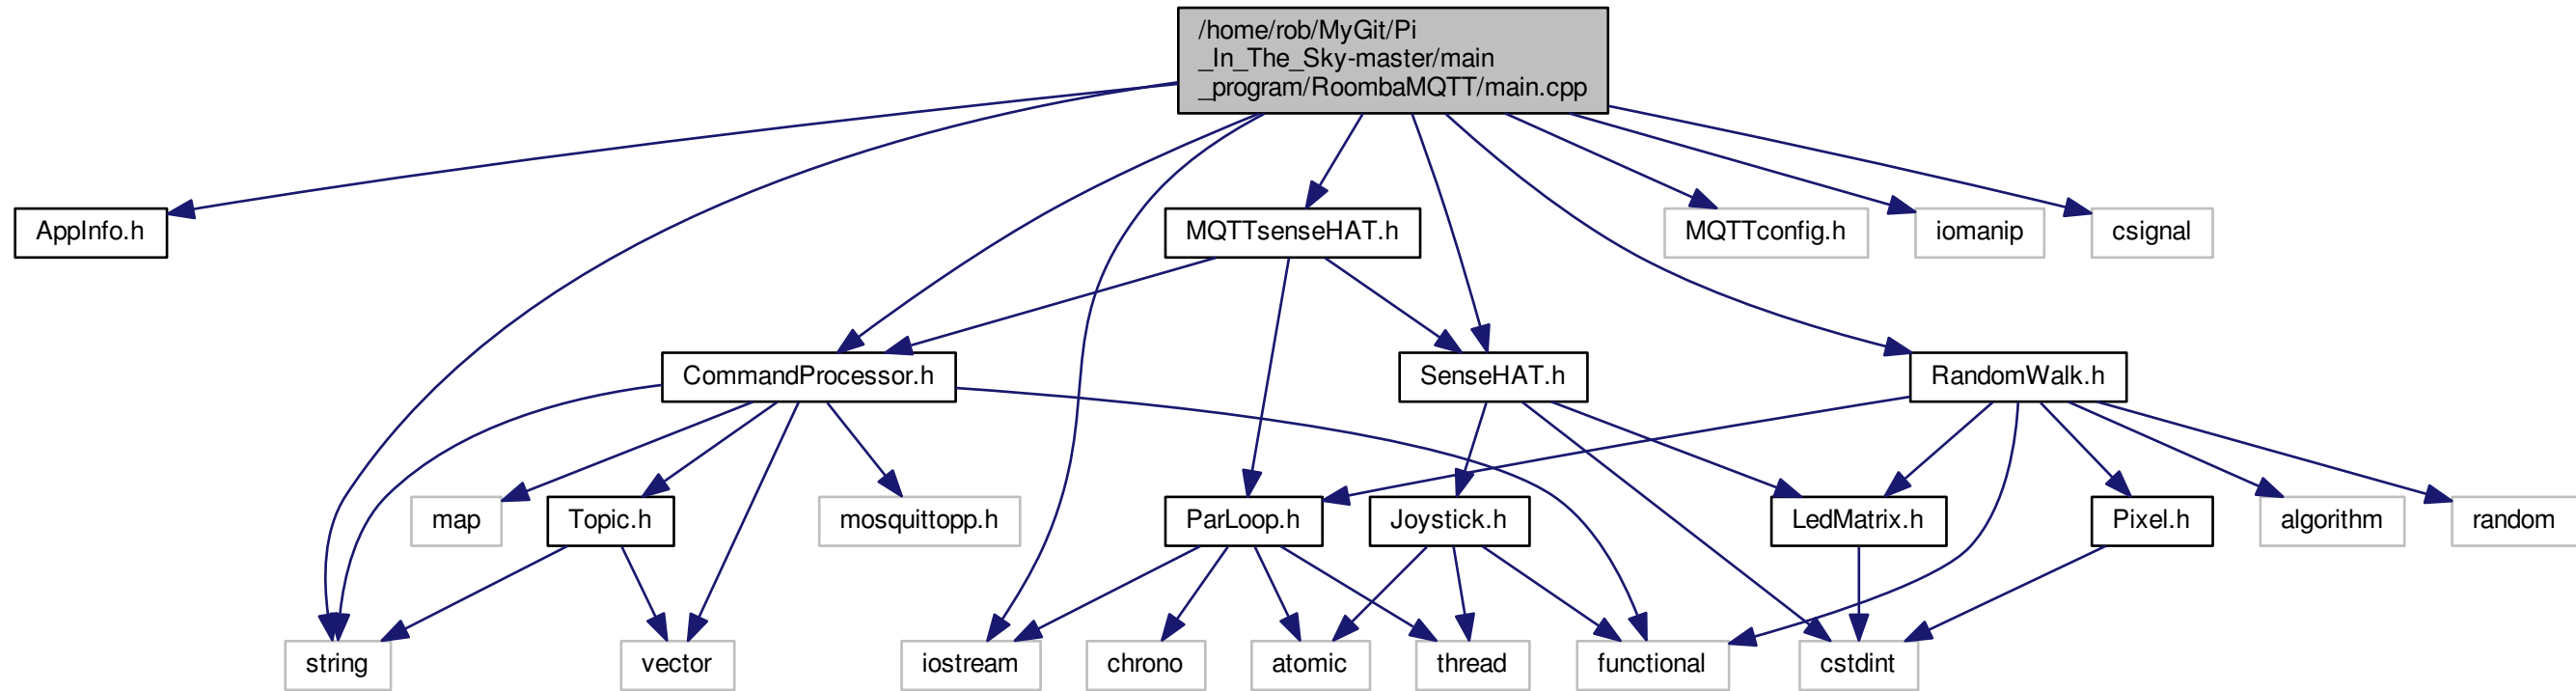 /home/rob/MyGit/Pi
_In_The_Sky-master/main
_program/RoombaMQTT/main.cpp
AppInfo.h
MQTTsenseHAT.h
MQTTconfig.h
iomanip
csignal
CommandProcessor.h
SenseHAT.h
RandomWalk.h
map
Topic.h
mosquittopp.h
ParLoop.h
Joystick.h
LedMatrix.h
Pixel.h
algorithm
random
string
vector
iostream
chrono
atomic
thread
functional
cstdint